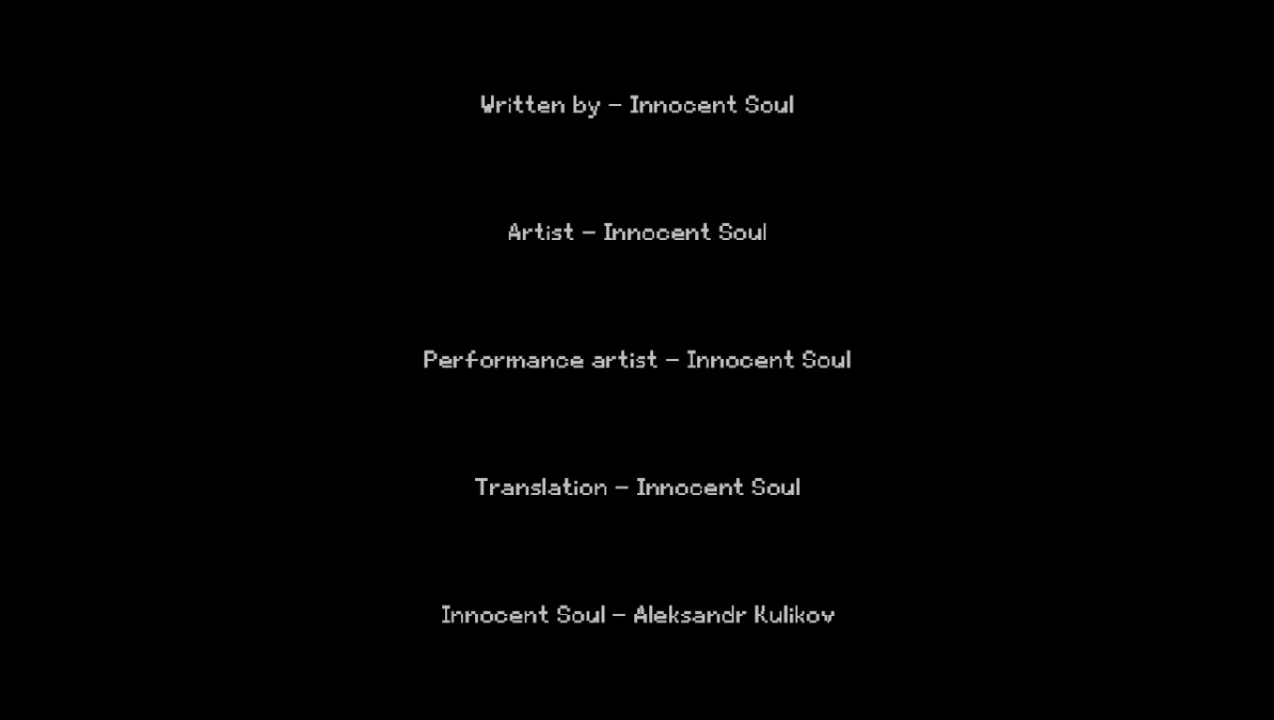 Written by - Innocent Soul
Artist - Innocent Soul
Performance artist - Innocent Soul
Translation - Innocent Soul
Innocent Soul - Aleksandr Kulikov